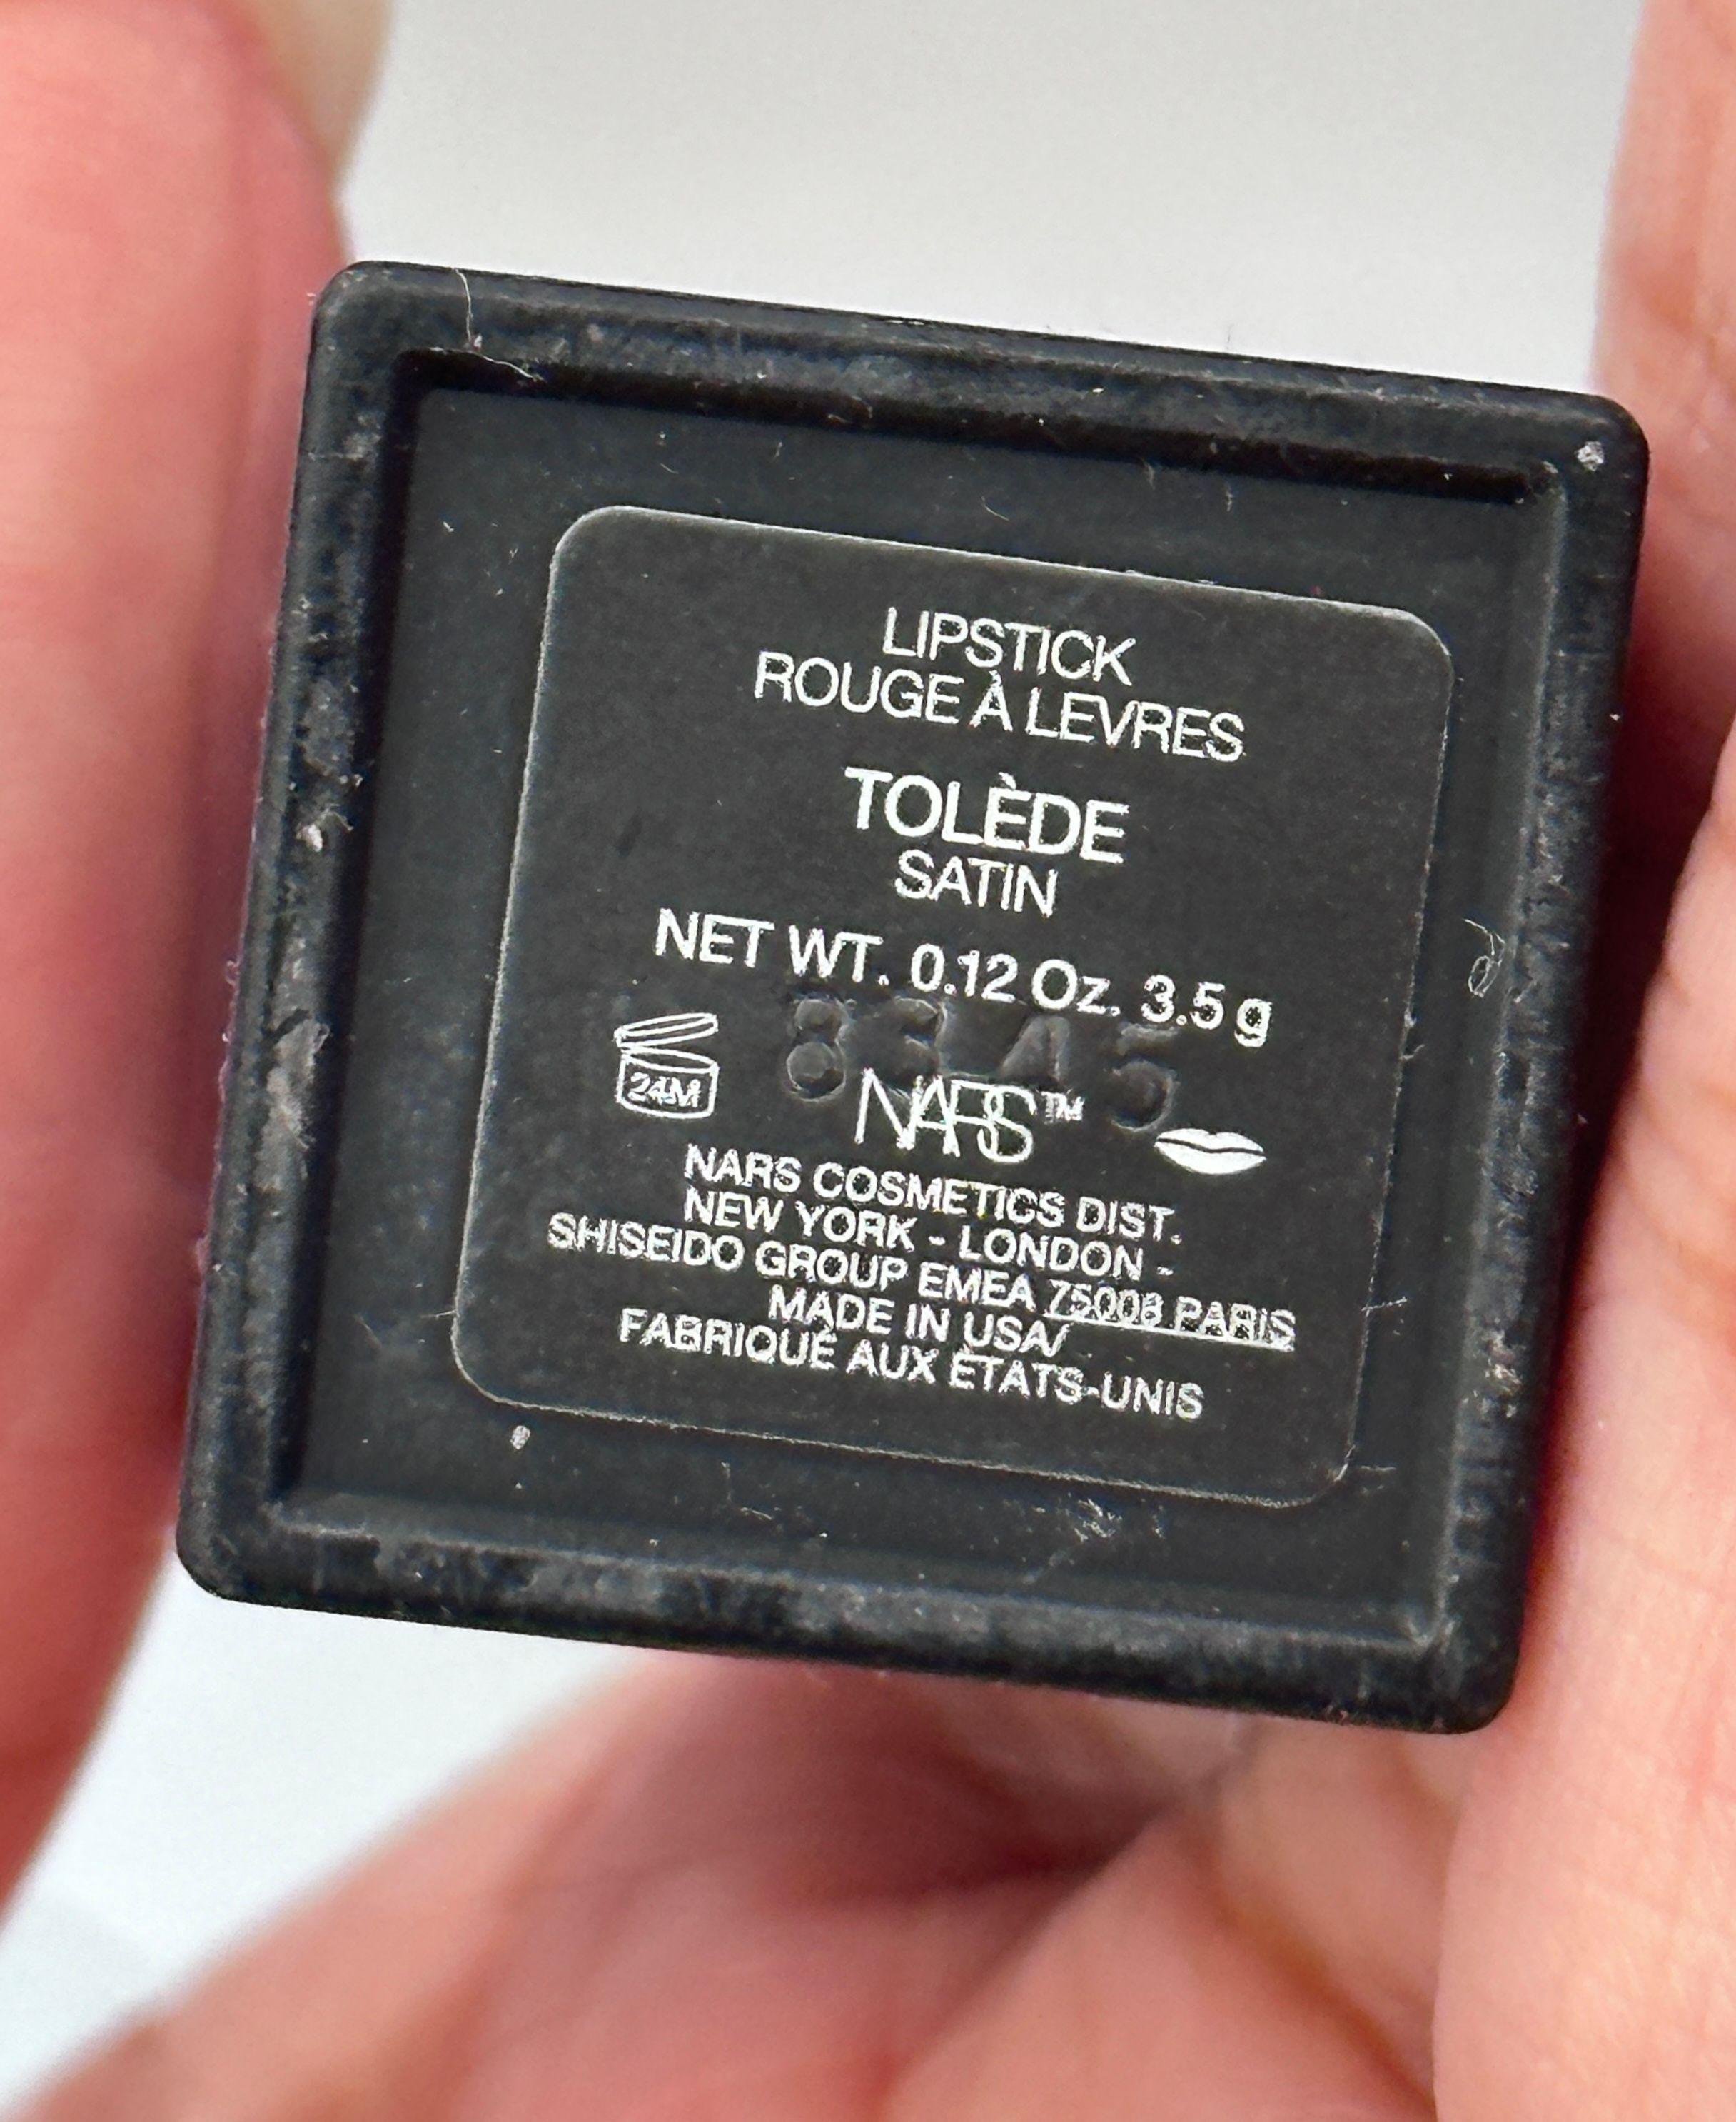 LIPSTICK
ROUGE À LEVRES
TOLÈDE
SATIN
NET WT. 0.12 Oz. 3.5 g
24M
NARS™
NARS COSMETICS DIST.
NEW YORK - LONDON -
SHISEIDO GROUP EMEA 75008 PARIS
MADE IN USA/
FABRIQUÉ AUX ÉTATS-UNIS